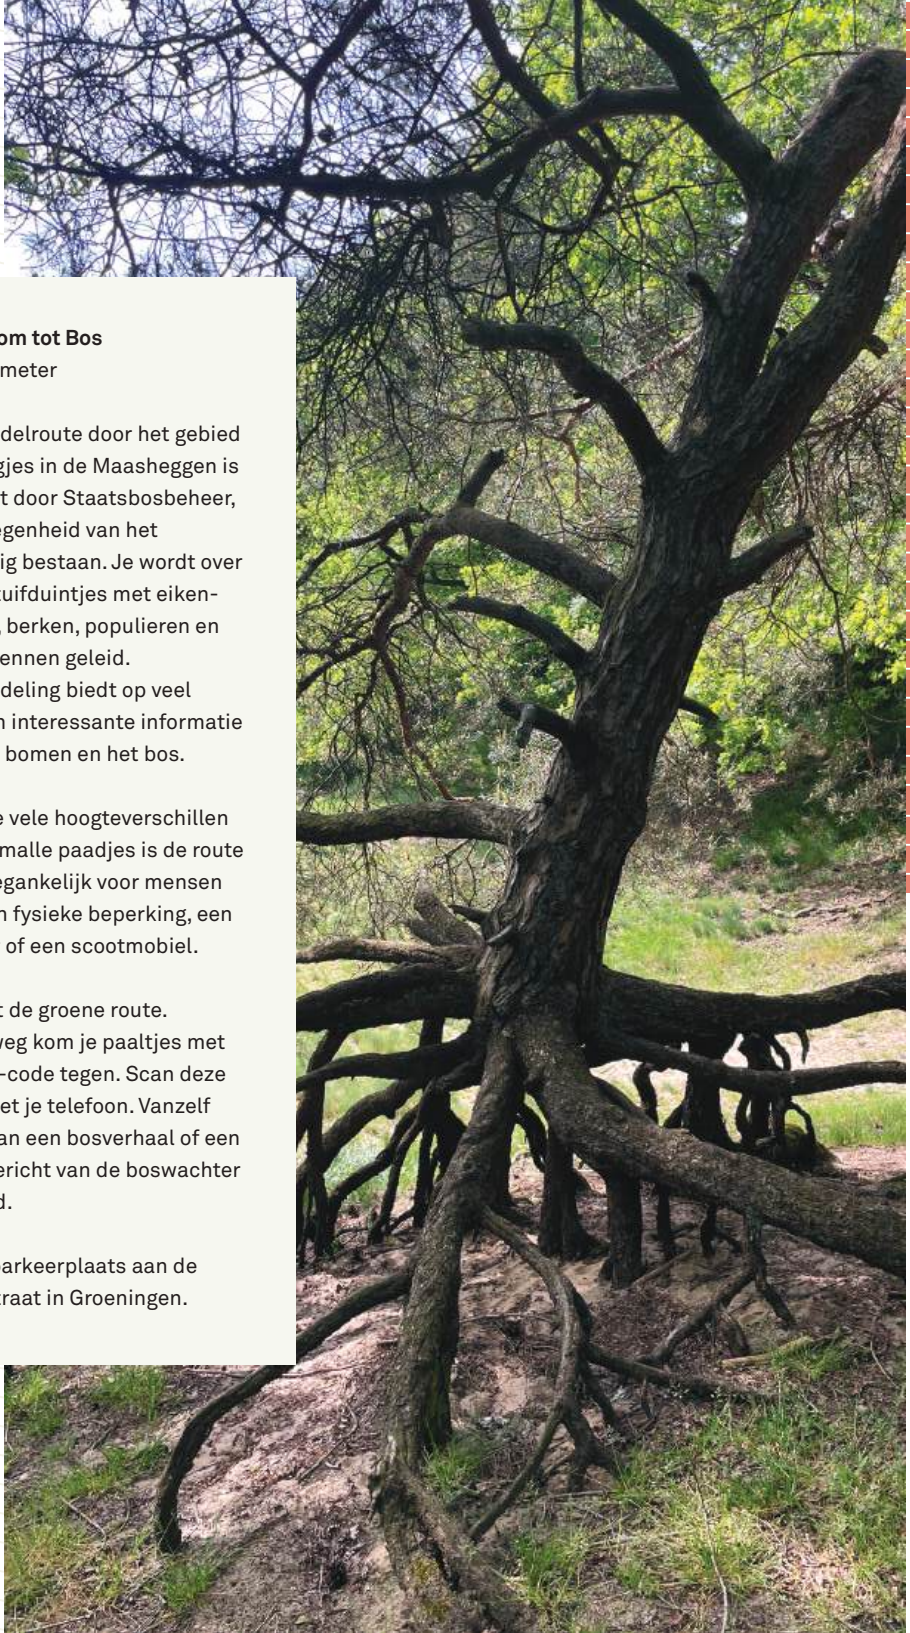 om tot Bos
meter
delroute door het gebied
gjes in de Maasheggen is
t door Staatsbosbeheer,
egenheid van het
ig bestaan. Je wordt over
tuifduintjes met eiken-
, berken, populieren en
ennen geleid.
deling biedt op veel
n interessante informatie
bomen en het bos.
e vele hoogteverschillen
malle paadjes is de route
egankelijk voor mensen
n fysieke beperking, een
of een scootmobiel.
t de groene route.
weg kom je paaltjes met
-code tegen. Scan deze
et je telefoon. Vanzelf
an een bosverhaal of een
ericht van de boswachter
d.
parkeerplaats aan de
traat in Groeningen.